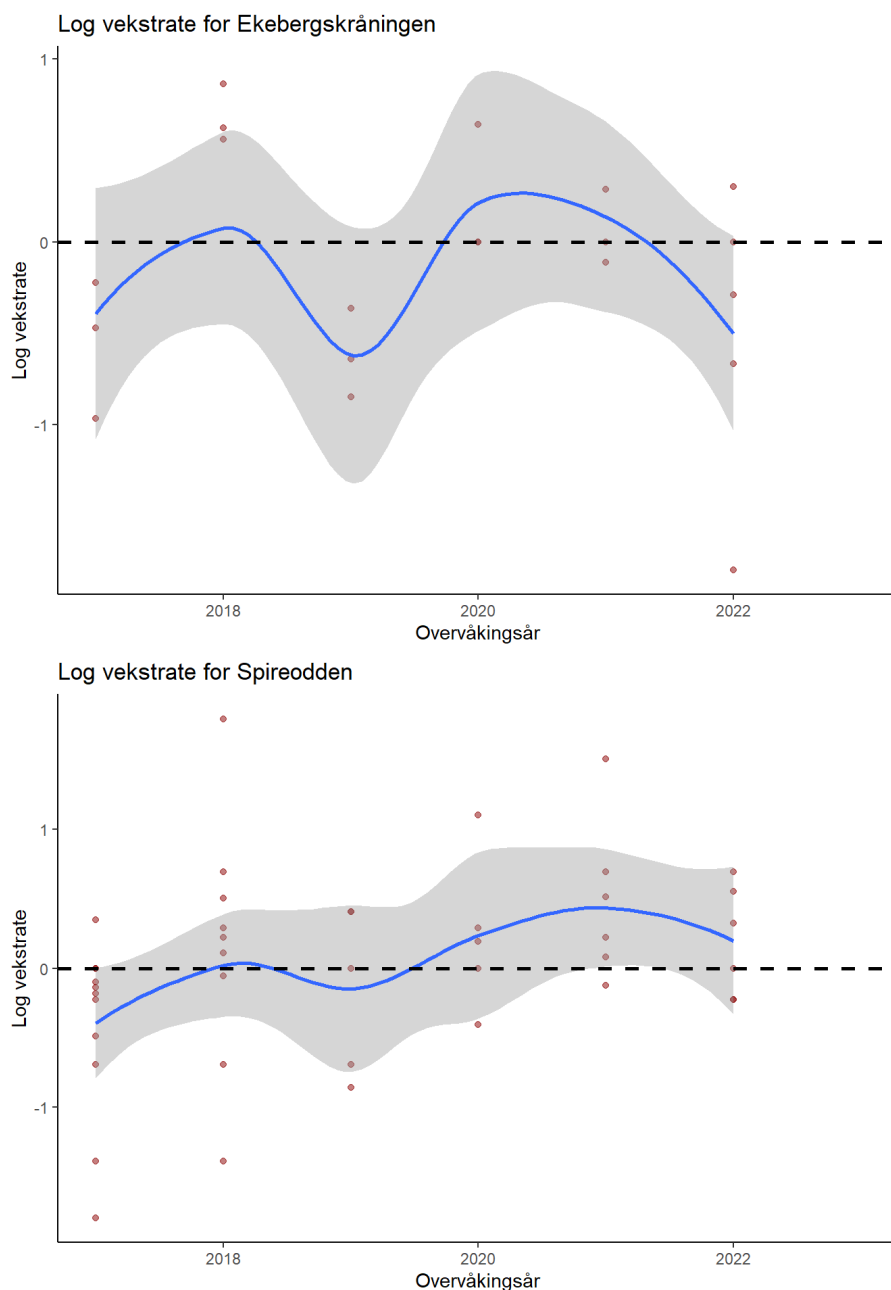 Log vekstrate for Ekebergskråningen
1
0
-1
Log vekstrate
2018 2020 2022
Overvåkingsår
Log vekstrate for Spireodden
1
0
-1
Log vekstrate
2018 2020 2022
Overvåkingsår